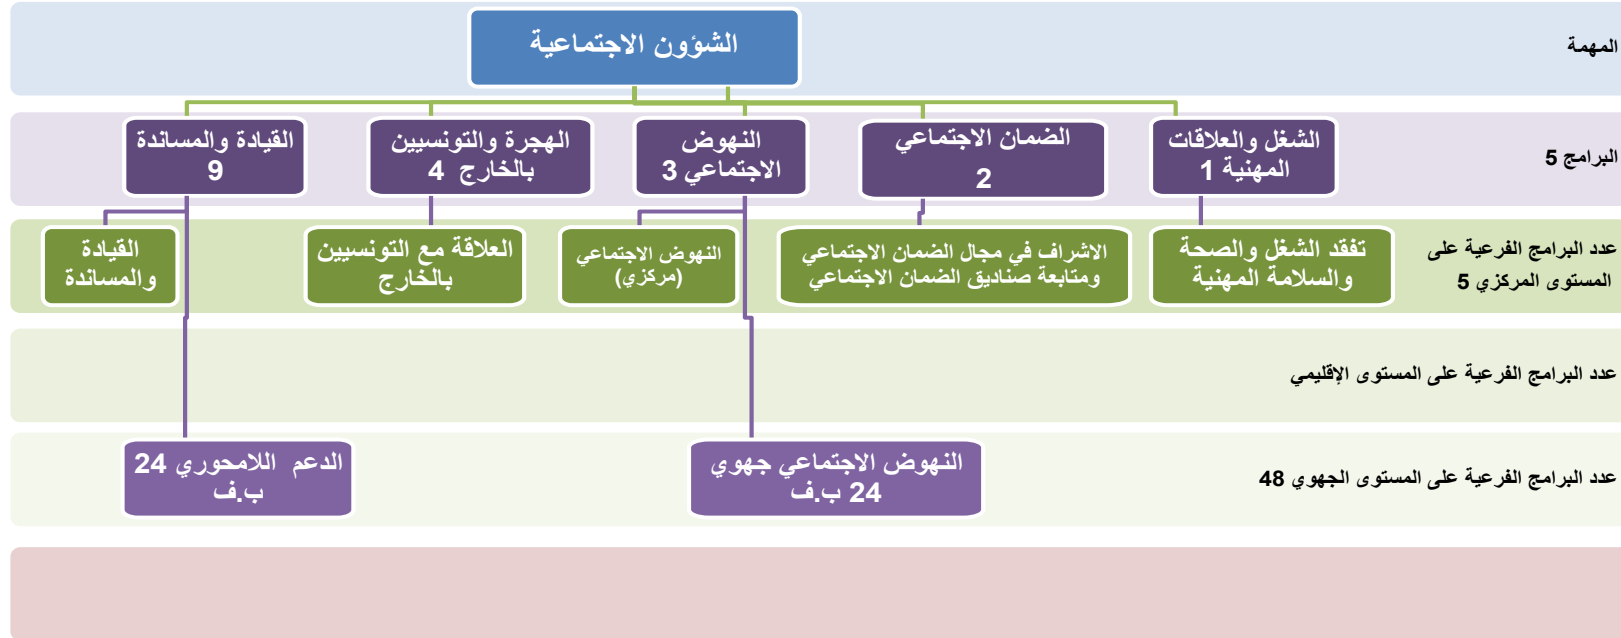 المهمة
الشؤون الاجتماعية
البرامج 5
الشغل والعلاقات
المهنية 1
الضمان الاجتماعي
2
النهوض
الاجتماعي 3
الهجرة والتونسيين
بالخارج 4
القيادة والمساندة
9
عدد البرامج الفرعية على
المستوى المركزي 5
تفقد الشغل والصحة
والسلامة المهنية
الاشراف في مجال الضمان الاجتماعي
ومتابعة صناديق الضمان الاجتماعي
النهوض الاجتماعي
(مركزي)
العلاقة مع التونسيين
بالخارج
القيادة
والمساندة
عدد البرامج الفرعية على المستوى الإقليمي
عدد البرامج الفرعية على المستوى الجهوي 48
النهوض الاجتماعي جهوي
24 ب.ف
الدعم اللامحوري 24
ب.ف